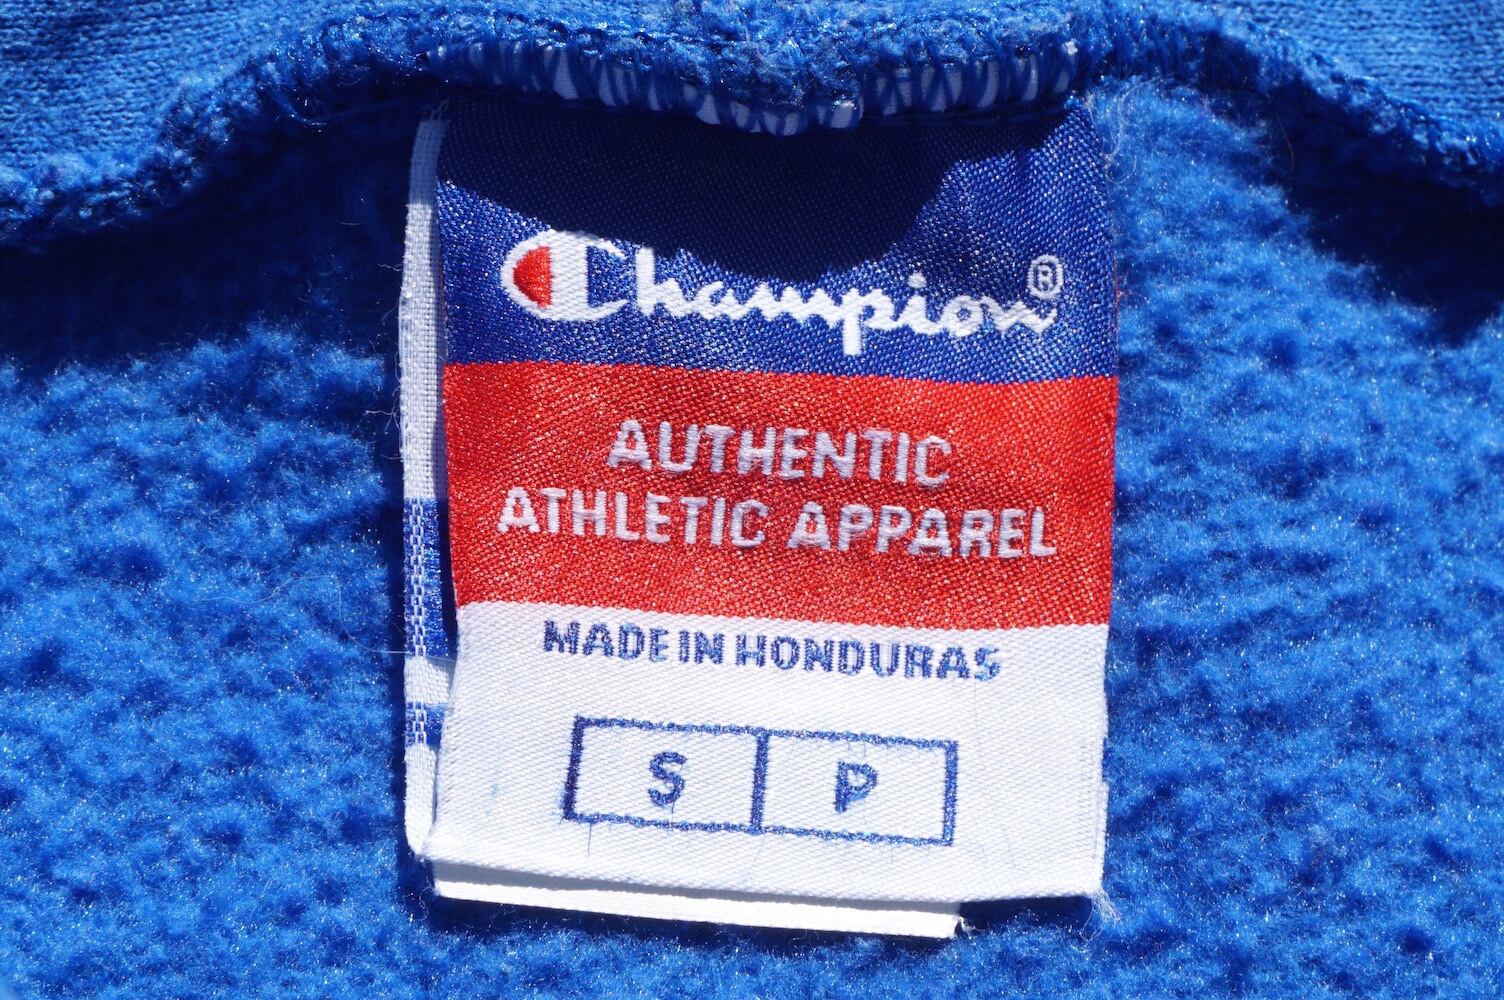 Champion®
AUTHENTIC
ATHLETIC APPAREL
MADE IN HONDURAS
S P